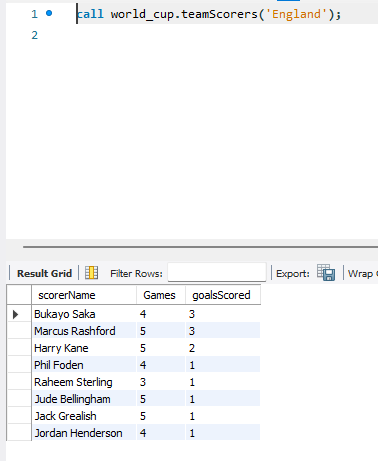 1 call world_cup.teamScorers('England');
2
Result Grid Filter Rows: Export: Wrap
scorerName Games goalsScored
Bukayo Saka 4 3
Marcus Rashford 5 3
Harry Kane 5 2
Phil Foden 4 1
Raheem Sterling 3 1
Jude Bellingham 5 1
Jack Grealish 5 1
Jordan Henderson 4 1